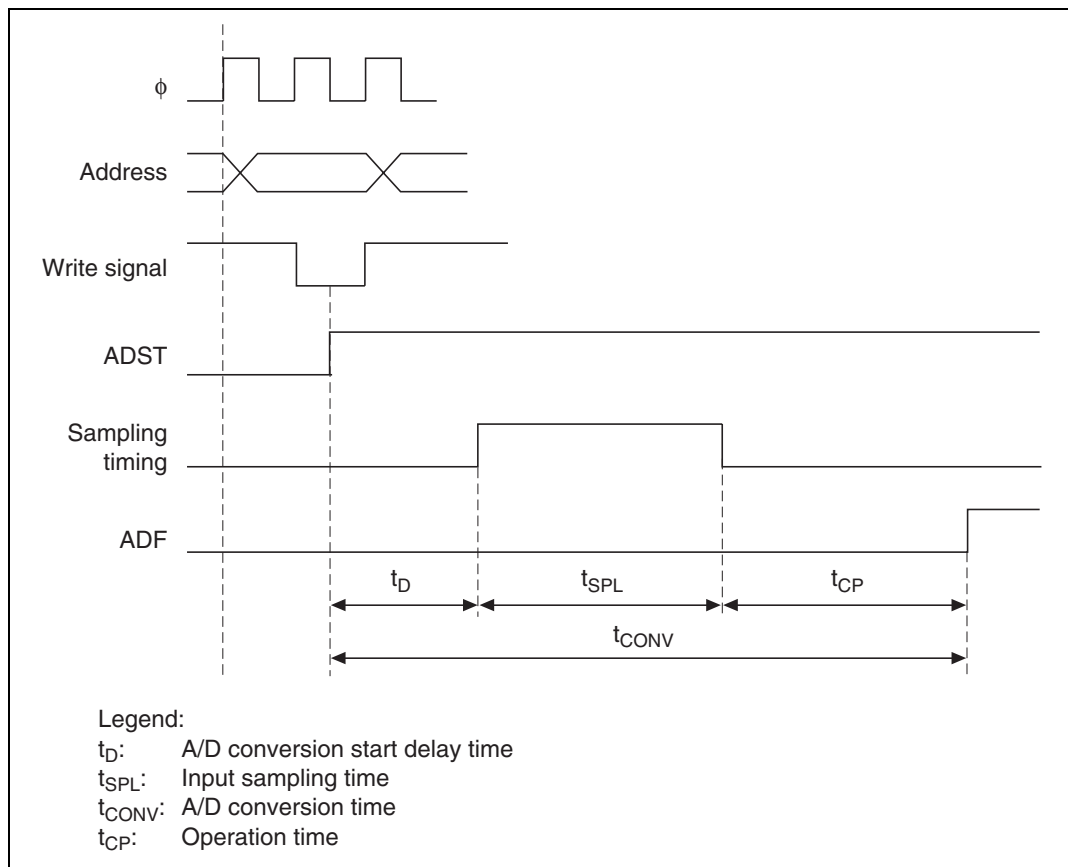 ϕ
Address
Write signal
ADST
Sampling
timing
ADF
tD
tSPL
tCP
tCONV
Legend:
tD: A/D conversion start delay time
tSPL: Input sampling time
tCONV: A/D conversion time
tCP: Operation time